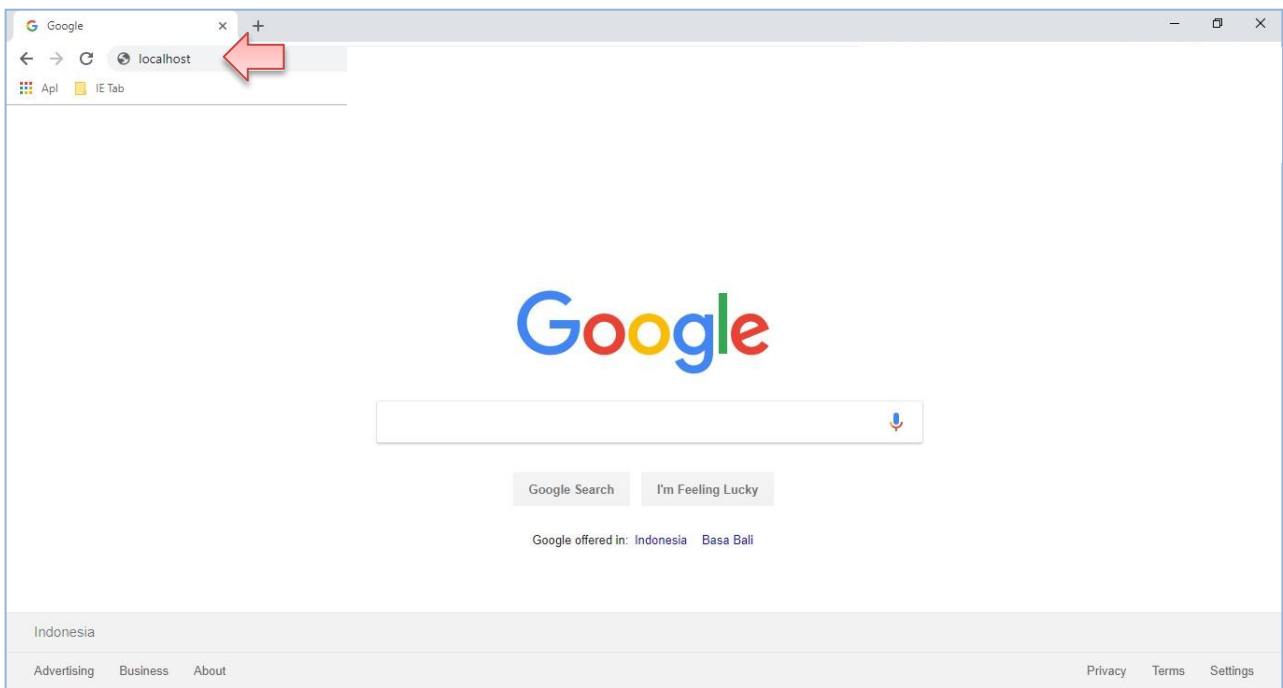 Google
localhost
Apl IE Tab
Google
Google Search I'm Feeling Lucky
Google offered in: Indonesia Basa Bali
Indonesia
Advertising Business About Privacy Terms Settings